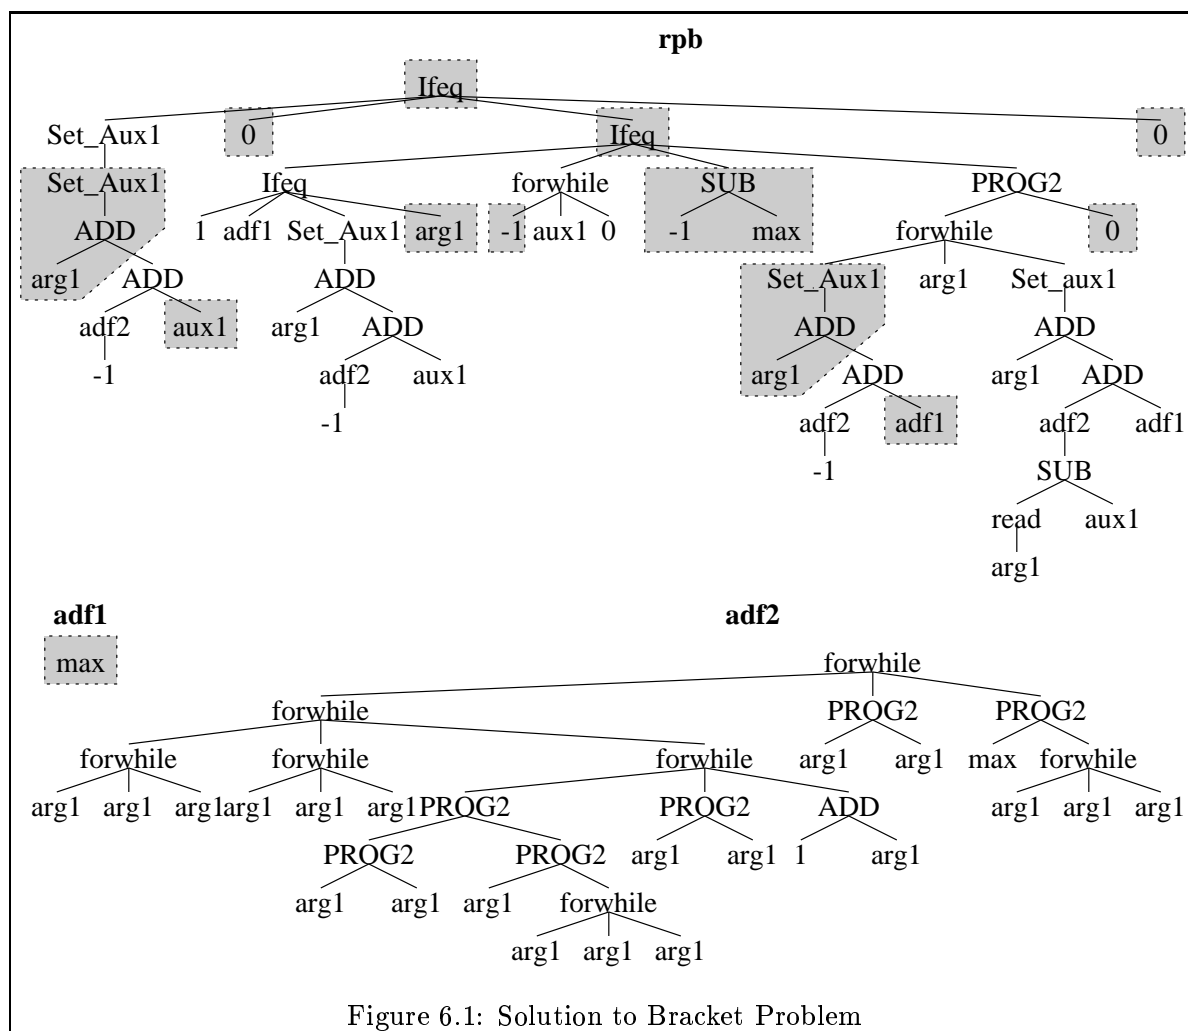 rpb
Ifeq
Set_Aux1 0 Ifeq 0
Set_Aux1 Ifeq forwhile SUB PROG2
ADD 1 adf1 Set_Aux1 arg1 -1 aux1 0 -1 max forwhile 0
arg1 ADD ADD Set_Aux1 arg1 Set_aux1
adf2 aux1 arg1 ADD ADD ADD
-1 adf2 aux1 arg1 ADD arg1 ADD
-1 adf2 adf1 adf2 adf1
-1 SUB
read aux1
arg1
adf1 adf2
max forwhile
forwhile PROG2 PROG2
forwhile forwhile forwhile arg1 arg1 max forwhile
arg1 arg1 arg1 arg1 arg1 arg1 PROG2 PROG2 ADD arg1 arg1 arg1
PROG2 PROG2 arg1 arg1 1 arg1
arg1 arg1 arg1 forwhile
arg1 arg1 arg1
Figure 6.1: Solution to Bracket Problem